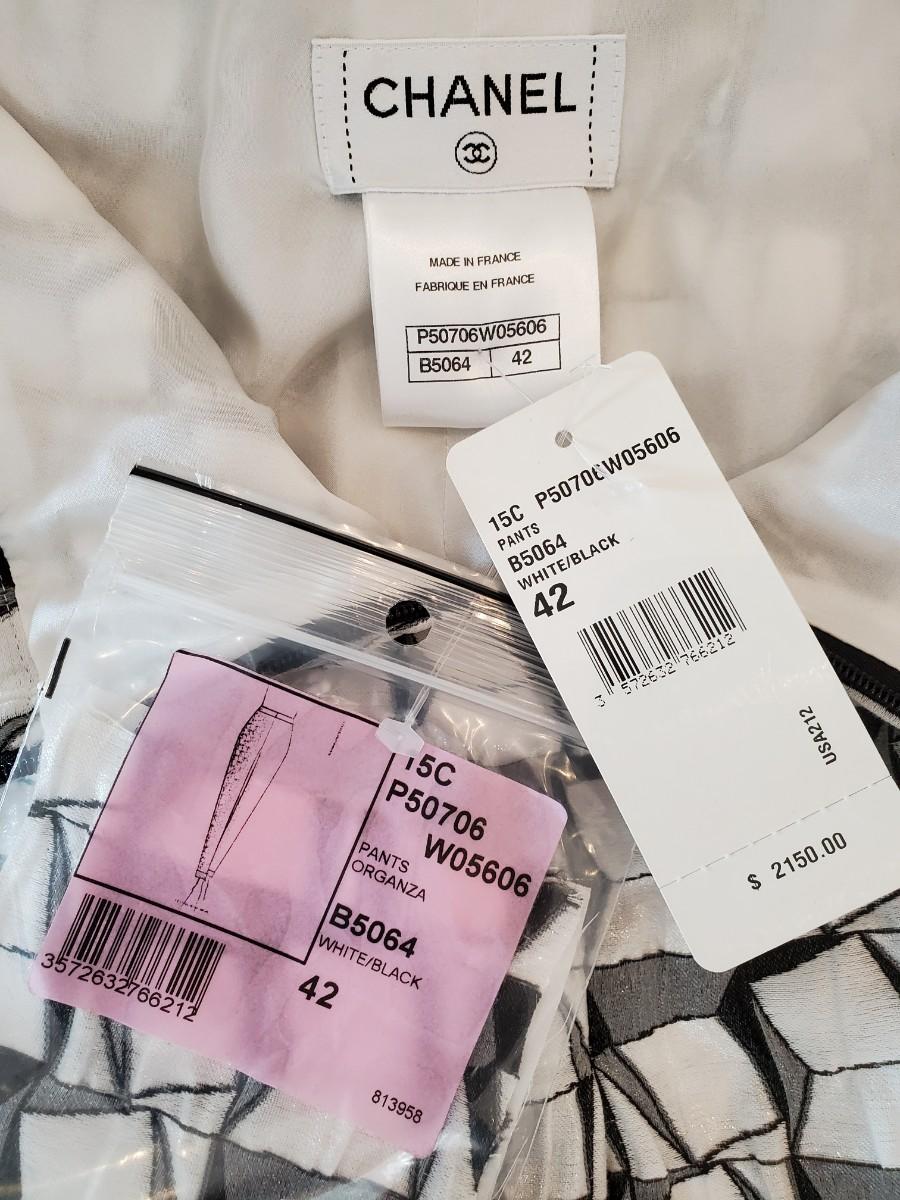 CHANEL
MADE IN FRANCE
FABRIQUE EN FRANCE
P50706W05606
B5064 42
15C P50706W05606
PANTS
B5064
WHITE/BLACK
42
3 572632 766212
USA212
$ 2150.00
15C
P50706
W05606
PANTS
ORGANZA
B5064
WHITE/BLACK
42
3572632766212
813958